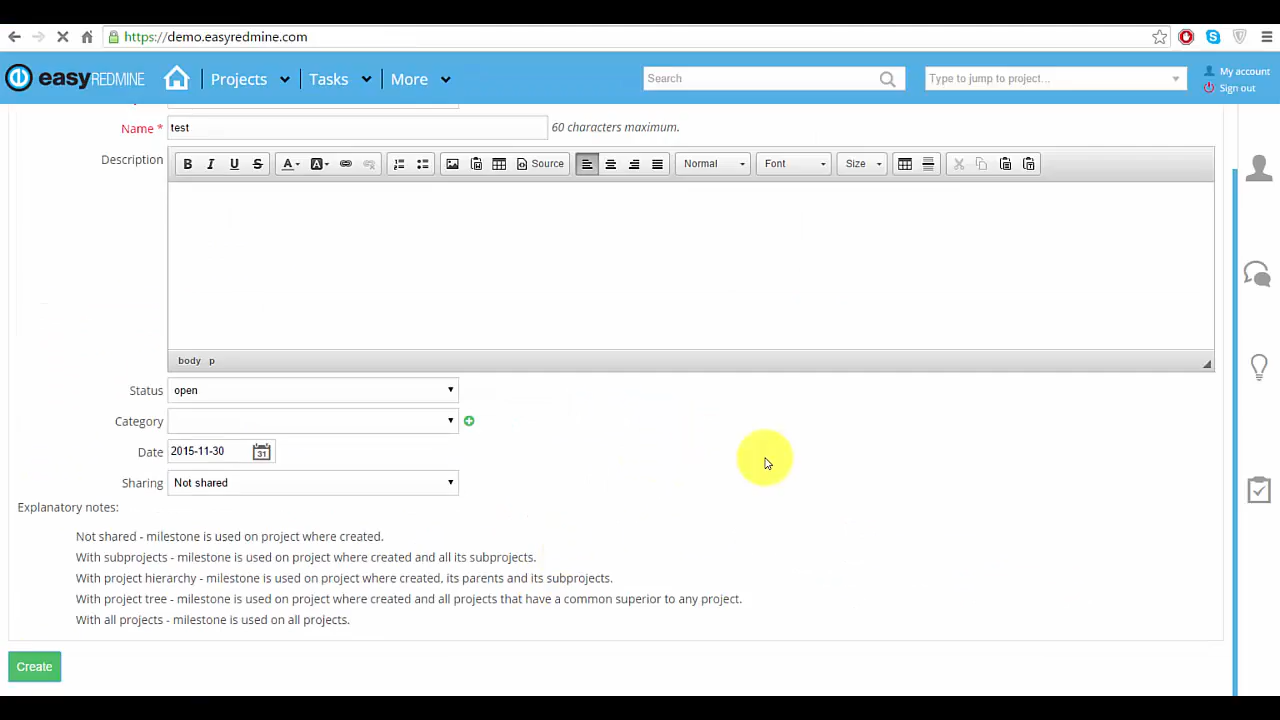 https://demo.easyredmine.com
easyREDMINE Projects Tasks More Search Type to jump to project... My account
Sign out
Name * test 60 characters maximum.
Description B I U S A A Source Normal Font Size
body p
Status open
Category
Date 2015-11-30 31
Sharing Not shared
Explanatory notes:
Not shared - milestone is used on project where created.
With subprojects - milestone is used on project where created and all its subprojects.
With project hierarchy - milestone is used on project where created, its parents and its subprojects.
With project tree - milestone is used on project where created and all projects that have a common superior to any project.
With all projects - milestone is used on all projects.
Create